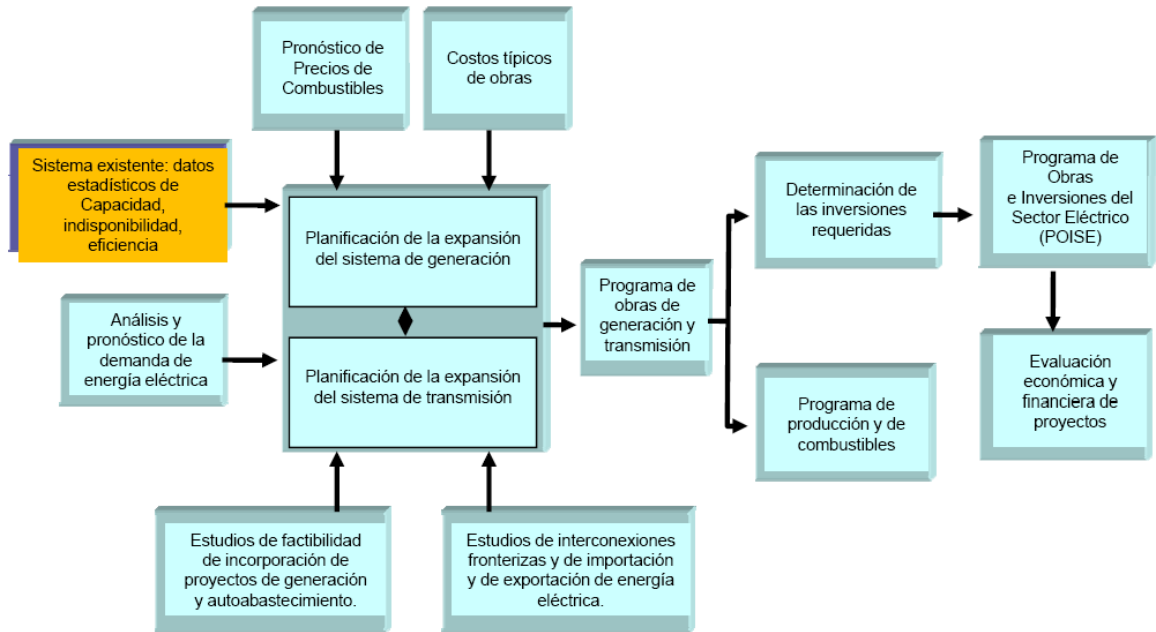 Pronóstico de
Precios de
Combustibles
Costos típicos
de obras
Sistema existente: datos
estadísticos de
Capacidad,
indisponibilidad,
eficiencia
Análisis y
pronóstico de la
demanda de
energía eléctrica
Planificación de la expansión
del sistema de generación
Planificación de la expansión
del sistema de transmisión
Estudios de factibilidad
de incorporación de
proyectos de generación
y autoabastecimiento.
Estudios de interconexiones
fronterizas y de importación
y de exportación de energía
eléctrica.
Programa de
obras de
generación y
transmisión
Determinación de
las inversiones
requeridas
Programa de
producción y de
combustibles
Programa de
Obras
e Inversiones del
Sector Eléctrico
(POISE)
Evaluación
económica y
financiera de
proyectos